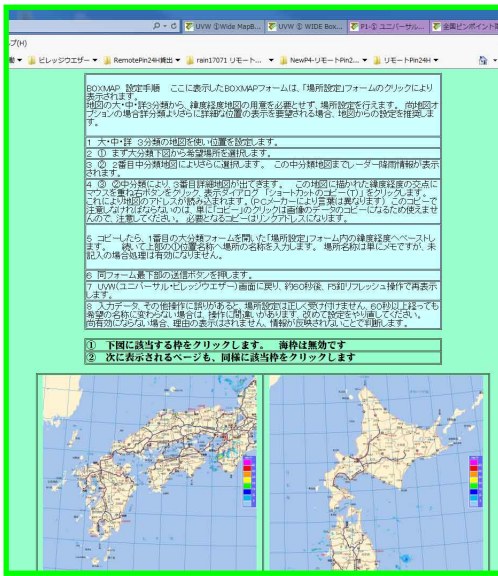 UVW ①Wide MapB...
UVW ① WIDE Box...
P1-① ユニバーサル...
全画ピンポイント
プ(H)
ビレッジウエザー
RemotePin24H貸出
rain17071 リモート...
NewP4-リモートPin2...
リモートPin24H
BOXMAP 設定手順 ここに表示したBOXMAPフォームは、「場所設定」フォームのクリックにより
表示されます。
地図の大・中・詳3分類から、緯度経度地図の用意を必要とせず、場所設定を行えます。 尚地図オ
プションの場合詳細分類よりさらに詳細な位置の表示を要望される場合、地図からの設定を推奨しま
す。
1 大・中・詳 3分類の地図を使い位置を設定します。
2 ① まず大分類下図から希望場所を選択します。
3 ② 2番目中分類地図によりさらに選択します。 この中分類地図までレーダー降雨情報が表示
されます。
4 ③ ②中分類により、3番目詳細地図が出てきます。 この地図に描かれた緯度経度の交点に
マウスを重ね右ボタンをクリック、表示ダイアログ 「ショートカットのコピー(T)」をクリックします。
これにより地図のアドレスが読み込まれます。(PCメーカーにより言葉は異なります) このコピーで
注意しなければならないのは、単に「コピー」のクリックは画像のデータのコピーになるため使えませ
んので、注意してください。 必要となるコピーはリンクアドレスになります。
5 コピーしたら、1番目の大分類フォームを開いた「場所設定」フォーム内の緯度経度へペーストし
ます。 続いて上部のXD位置名称へ場所の名称を入力します。 場所名称は単にメモですが、未
記入の場合処理は有効になりません。
6 同フォーム最下部の送信ボタンを押します。
7 UVW(ユニバーサル・ビレッジウエザー)画面に戻り、約60秒後、F5卸リフレッシュ操作で再表示
します。
8 入力データ、その他操作に誤りがあると、場所設定は正しく受け付けません。60秒以上経っても
希望の名称に変わらない場合は、操作に間違いがあります、改めて設定をやり直してください。
尚有効にならない場合、理由の表示はされません、情報が反映されないことで判断します。
① 下図に該当する枠をクリックします。 海枠は無効です
② 次に表示されるページも、同様に該当枠をクリックします